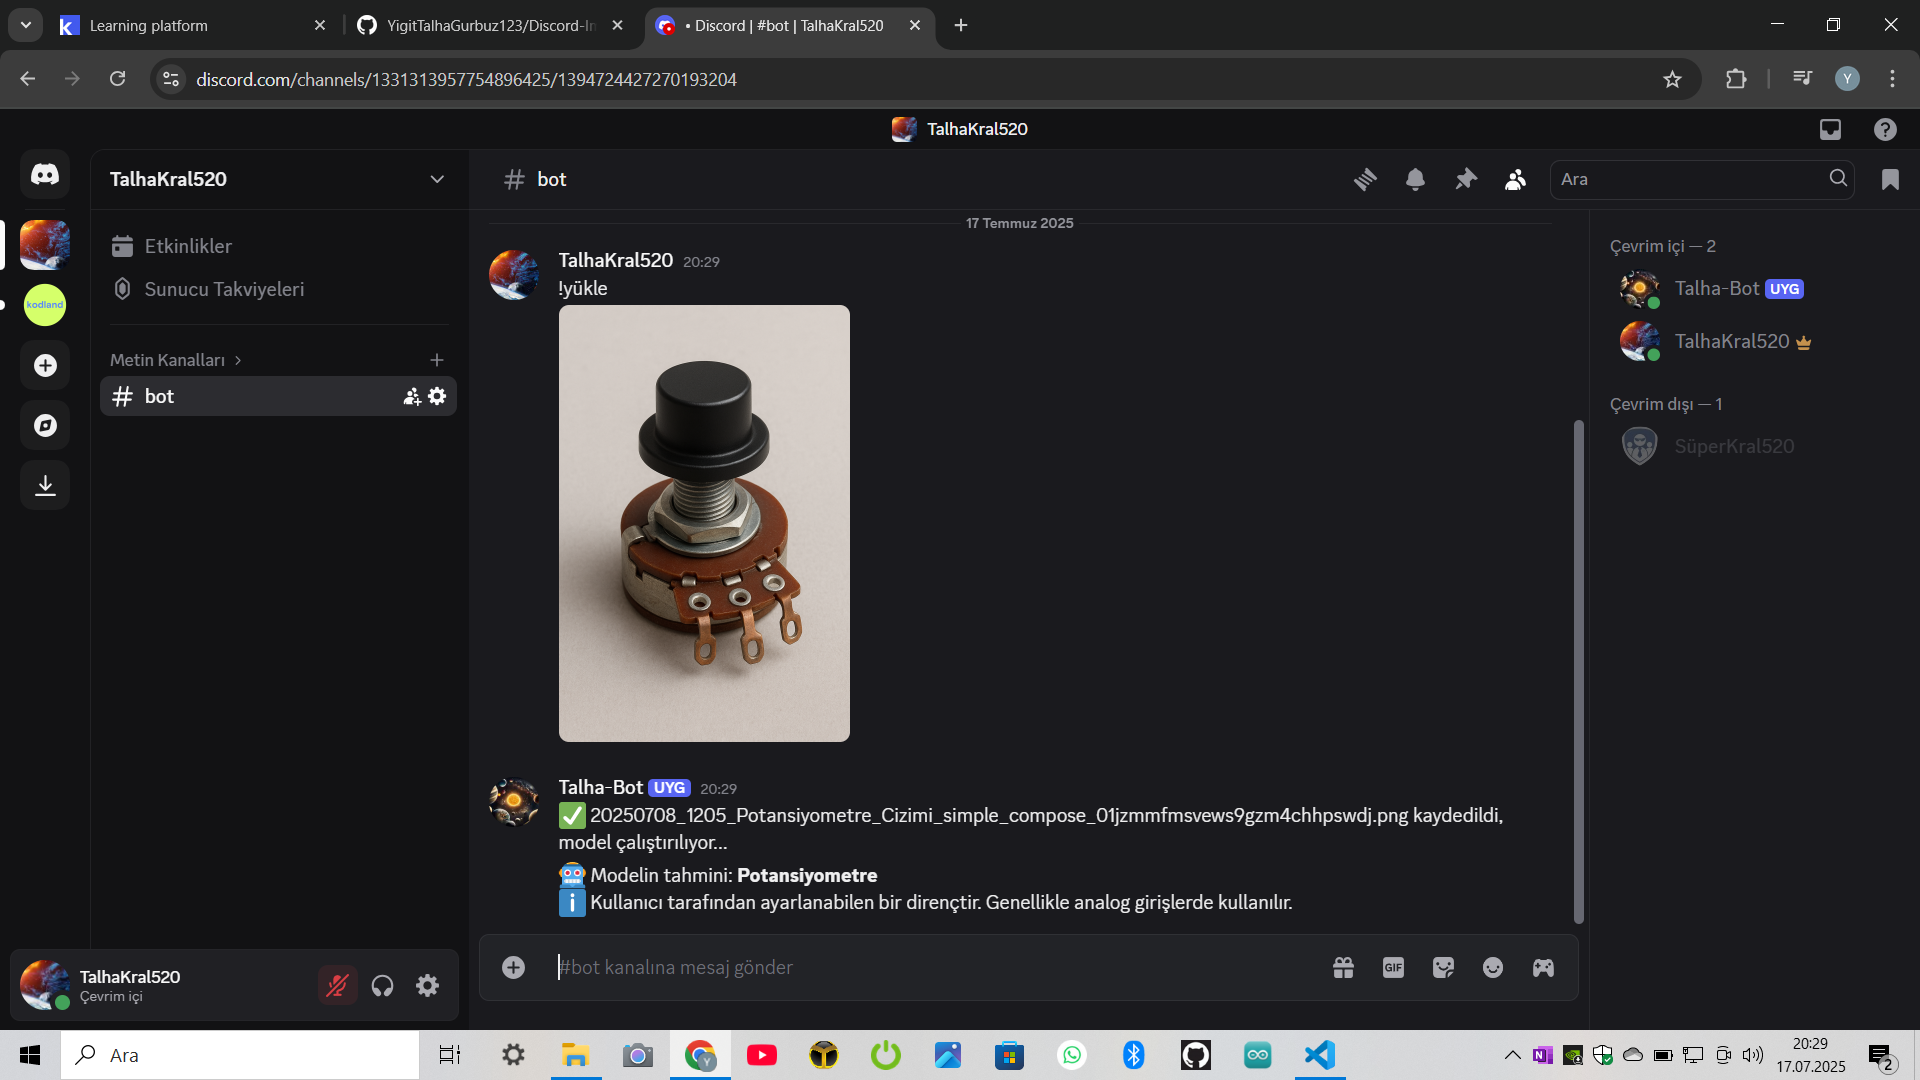 Learning platform
YigitTalhaGurbuz123/Discord-In
• Discord | #bot | TalhaKral520
discord.com/channels/1331313957754896425/1394724427270193204
Y
TalhaKral520
TalhaKral520
# bot
Ara
Etkinlikler
Sunucu Takviyeleri
kodland
Metin Kanalları
# bot
17 Temmuz 2025
TalhaKral520 20:29
!yükle
Talha-Bot UYG 20:29
20250708_1205_Potansiyometre_Cizimi_simple_compose_01jzmmfmsvews9gzm4chhpswdj.png kaydedildi,
model çalıştırılıyor...
Modelin tahmini: Potansiyometre
Kullanıcı tarafından ayarlanabilen bir dirençtir. Genellikle analog girişlerde kullanılır.
#bot kanalına mesaj gönder
GIF
Çevrim içi — 2
Talha-Bot UYG
TalhaKral520
Çevrim dışı — 1
SüperKral520
TalhaKral520
Çevrim içi
Ara
20:29
17.07.2025
2